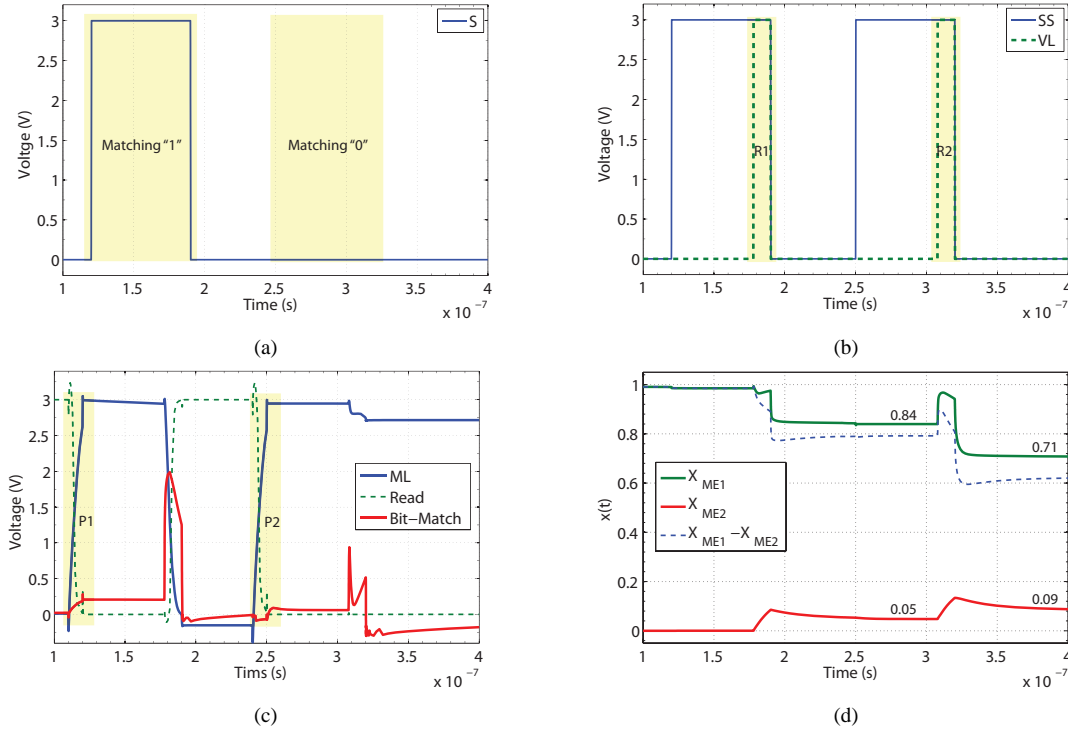 3
2.5
2
1.5
1
0.5
0
Voltge (V)
S
Matching "1"
Matching "0"
1 1.5 2 2.5 3 3.5 4
Time (s)
x 10 -7
(a)
3
2.5
2
1.5
1
0.5
0
Voltage (V)
SS
VL
R1
R2
1 1.5 2 2.5 3 3.5 4
Time (s)
x 10 -7
(b)
3
2.5
2
1.5
1
0.5
0
Voltage (V)
ML
Read
Bit-Match
P1
P2
1 1.5 2 2.5 3 3.5 4
Tims (s)
x 10 -7
(c)
1
0.8
0.6
0.4
0.2
0
x(t)
0.84
0.71
X ME1
X ME2
X ME1 -X ME2
0.05
0.09
1 1.5 2 2.5 3 3.5 4
Time (s)
x 10 -7
(d)